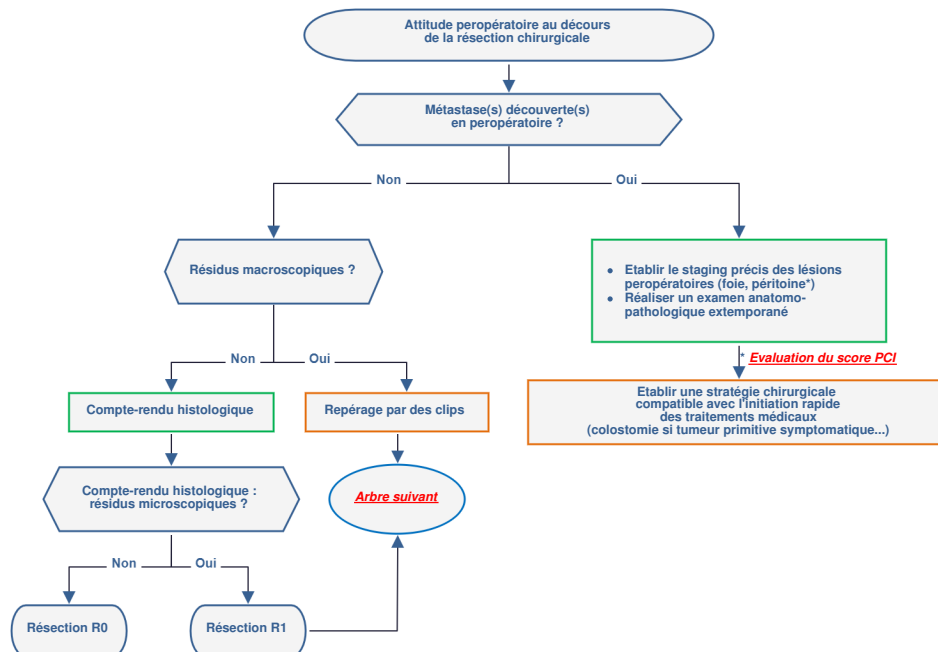 Attitude peropératoire au décours
de la résection chirurgicale
Métastase(s) découverte(s)
en peropératoire ?
Non
Oui
Résidus macroscopiques ?
• Etablir le staging précis des lésions
peropératoires (foie, péritoine*)
• Réaliser un examen anatomo-
pathologique extemporané
* Evaluation du score PCI
Non
Oui
Compte-rendu histologique
Repérage par des clips
Etablir une stratégie chirurgicale
compatible avec l'initiation rapide
des traitements médicaux
(colostomie si tumeur primitive symptomatique...)
Compte-rendu histologique :
résidus microscopiques ?
Arbre suivant
Non
Oui
Résection R0
Résection R1